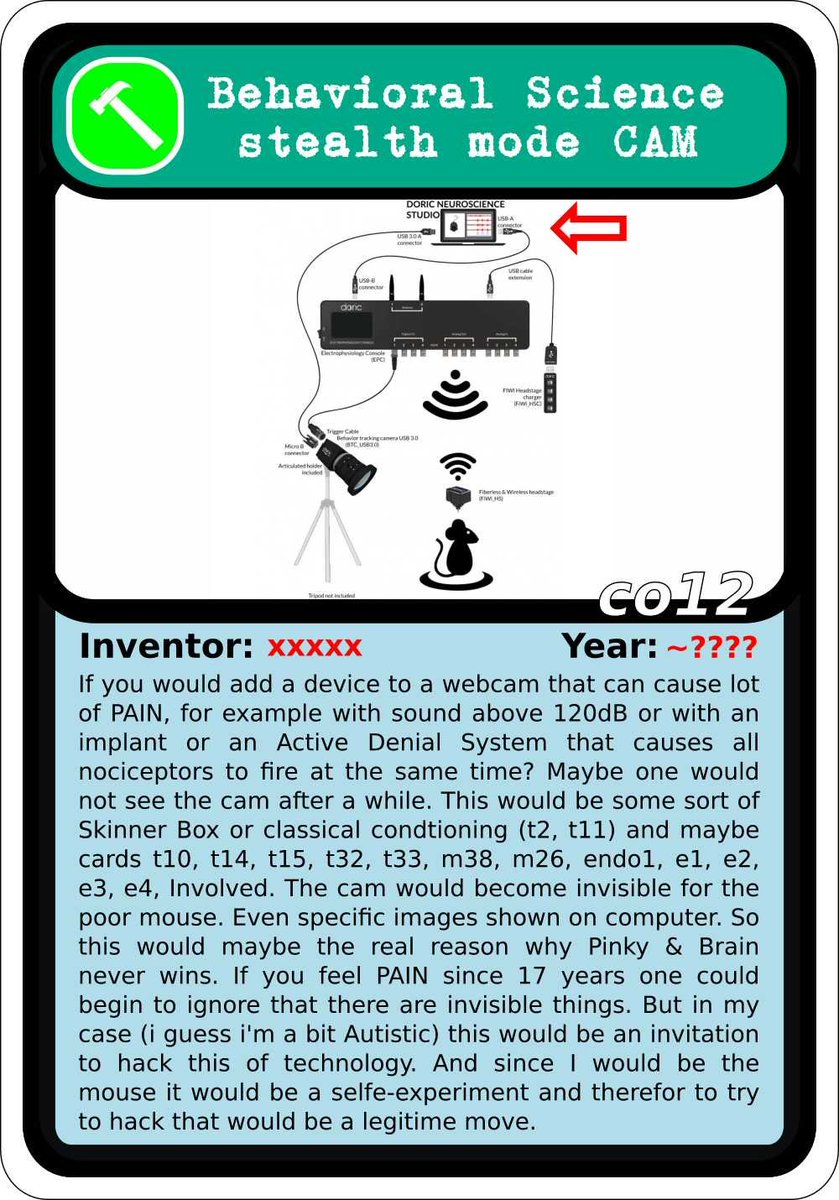 Behavioral Science
stealth mode CAM
DORIC NEUROSCIENCE
STUDIO
USB-A
connector
USB 3.0 A
connector
USB-B
connector
USB cable
extension
doric
Electrophysiology Console
(EPC)
FIWI Headstage
charger
(FIWI_HSC)
Trigger Cable
Behavior tracking camera USB 3.0
(BTC_USB3.0)
Micro B
connector
Articulated holder
included
Fiberless & Wireless headstage
(FIWI_HS)
Tripod not included
co12
Inventor: xxxxx Year: ~????
If you would add a device to a webcam that can cause lot
of PAIN, for example with sound above 120dB or with an
implant or an Active Denial System that causes all
nociceptors to fire at the same time? Maybe one would
not see the cam after a while. This would be some sort of
Skinner Box or classical condtioning (t2, t11) and maybe
cards t10, t14, t15, t32, t33, m38, m26, endo1, e1, e2,
e3, e4, Involved. The cam would become invisible for the
poor mouse. Even specific images shown on computer. So
this would maybe the real reason why Pinky & Brain
never wins. If you feel PAIN since 17 years one could
begin to ignore that there are invisible things. But in my
case (i guess i'm a bit Autistic) this would be an invitation
to hack this of technology. And since I would be the
mouse it would be a selfe-experiment and therefor to try
to hack that would be a legitime move.